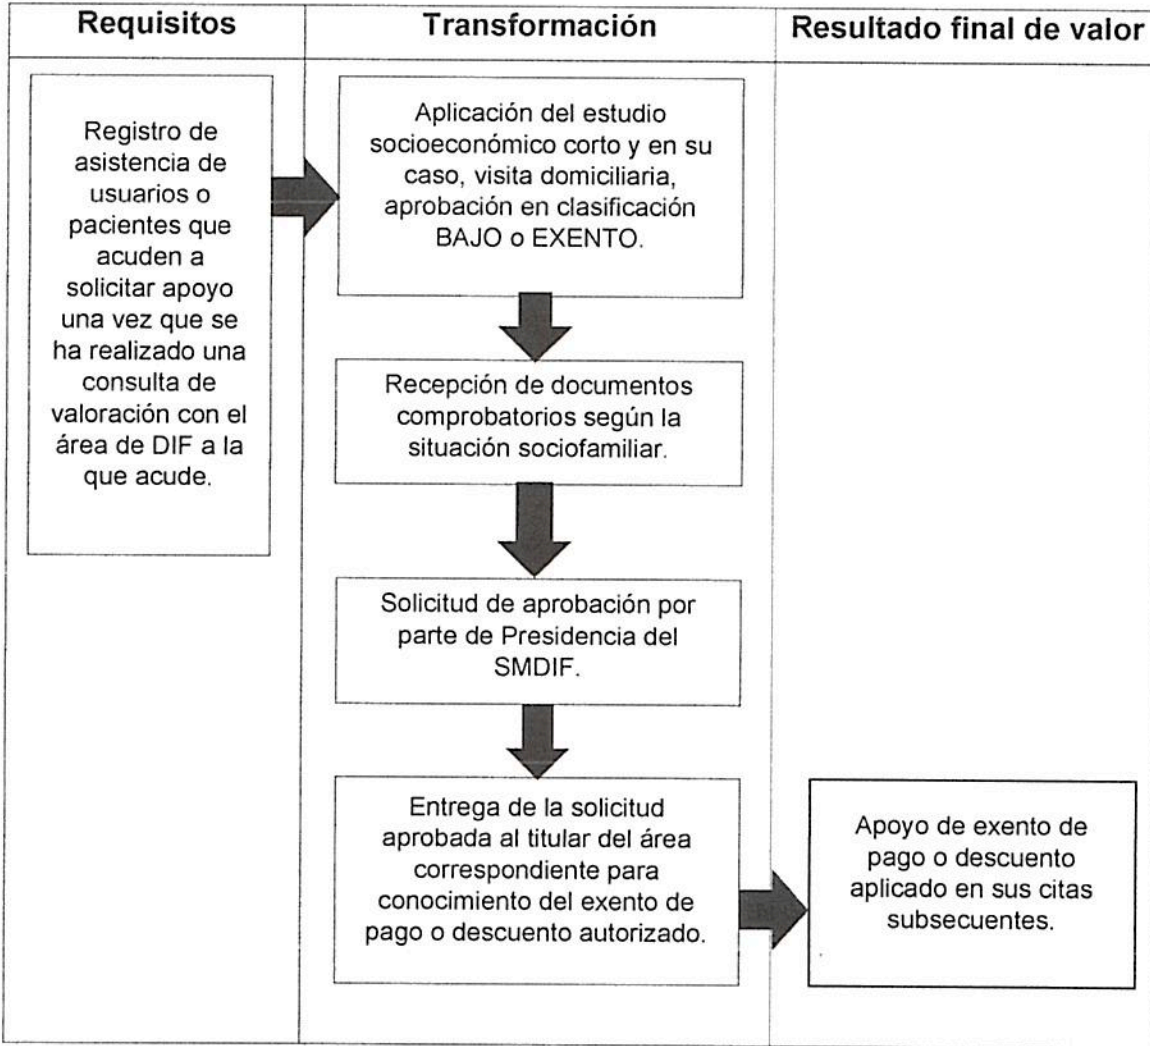 Requisitos
Transformación
Resultado final de valor
Registro de
asistencia de
usuarios o
pacientes que
acuden a
solicitar apoyo
una vez que se
ha realizado una
consulta de
valoración con el
área de DIF a la
que acude.
Aplicación del estudio
socioeconómico corto y en su
caso, visita domiciliaria,
aprobación en clasificación
BAJO o EXENTO.
Recepción de documentos
comprobatorios según la
situación sociofamiliar.
Solicitud de aprobación por
parte de Presidencia del
SMDIF.
Entrega de la solicitud
aprobada al titular del área
correspondiente para
conocimiento del exento de
pago o descuento autorizado.
Apoyo de exento de
pago o descuento
aplicado en sus citas
subsecuentes.